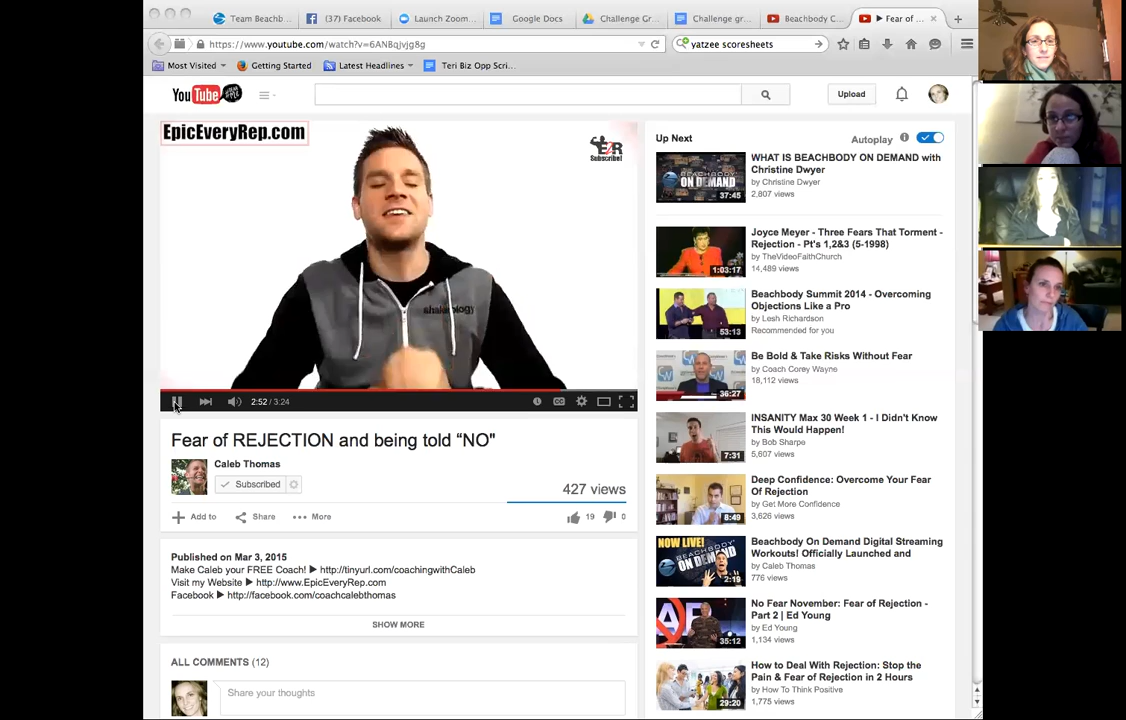 Team Beachb...
(37) Facebook
Launch Zoom...
Google Docs
Challenge Gr...
Challenge gr...
Beachbody C...
▶ Fear of ...
https://www.youtube.com/watch?v=6ANBqjvjg8g
yatzee scoresheets
Most Visited
Getting Started
Latest Headlines
Teri Biz Opp Scri...
YouTube
Upload
EpicEveryRep.com
E2R
Subscribe!
shakeology
2:52 / 3:24
CC
Fear of REJECTION and being told “NO"
Caleb Thomas
Subscribed
427 views
Add to
Share
More
19
0
Published on Mar 3, 2015
Make Caleb your FREE Coach! ▶ http://tinyurl.com/coachingwithCaleb
Visit my Website ▶ http://www.EpicEveryRep.com
Facebook ▶ http://facebook.com/coachcalebthomas
SHOW MORE
ALL COMMENTS (12)
Share your thoughts
Up Next
Autoplay
BEACHBODY
ON DEMAND
37:45
WHAT IS BEACHBODY ON DEMAND with
Christine Dwyer
by Christine Dwyer
2,807 views
1:03:17
Joyce Meyer - Three Fears That Torment -
Rejection - Pt's 1,2&3 (5-1998)
by TheVideoFaithChurch
14,489 views
53:13
Beachbody Summit 2014 - Overcoming
Objections Like a Pro
by Lesh Richardson
Recommended for you
36:27
Be Bold & Take Risks Without Fear
by Coach Corey Wayne
18,112 views
7:31
INSANITY Max 30 Week 1 - I Didn't Know
This Would Happen!
by Bob Sharpe
5,607 views
8:49
Deep Confidence: Overcome Your Fear
Of Rejection
by Get More Confidence
3,626 views
NOW LIVE!
2:19
Beachbody On Demand Digital Streaming
Workouts! Officially Launched and
by Caleb Thomas
776 views
35:12
No Fear November: Fear of Rejection -
Part 2 | Ed Young
by Ed Young
1,134 views
29:20
How to Deal With Rejection: Stop the
Pain & Fear of Rejection in 2 Hours
by How To Think Positive
1,775 views